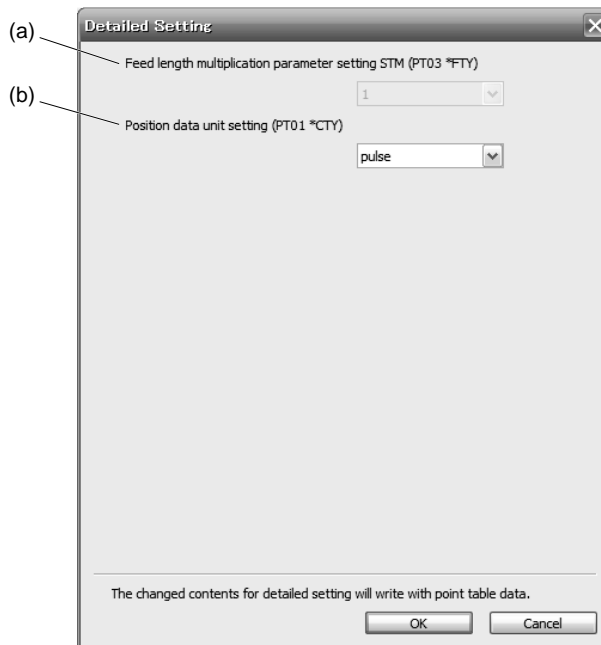 Detailed Setting
(a)
Feed length multiplication parameter setting STM (PT03 *FTY)
1
(b)
Position data unit setting (PT01 *CTY)
pulse
The changed contents for detailed setting will write with point table data.
OK Cancel